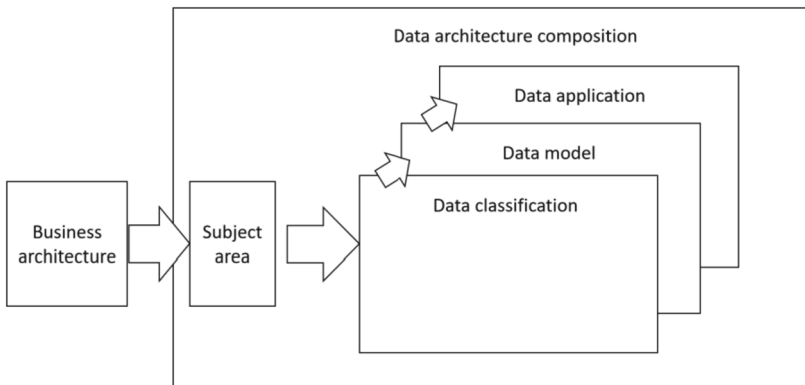 Data architecture composition
Data application
Data model
Data classification
Business
architecture
Subject
area